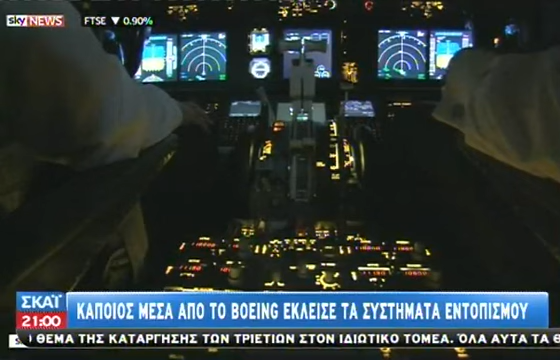 sky NEWS
FTSE ▼ 0.90%
ΣΚΑΪ
21:00
ΚΑΠΟΙΟΣ ΜΕΣΑ ΑΠΟ ΤΟ BOEING ΕΚΛΕΙΣΕ ΤΑ ΣΥΣΤΗΜΑΤΑ ΕΝΤΟΠΙΣΜΟΥ
Ο ΘΕΜΑ ΤΗΣ ΚΑΤΑΡΓΗΣΗΣ ΤΩΝ ΤΡΙΕΤΙΩΝ ΣΤΟΝ ΙΔΙΩΤΙΚΟ ΤΟΜΕΑ. ΌΛΑ ΑΥΤΑ ΤΑ